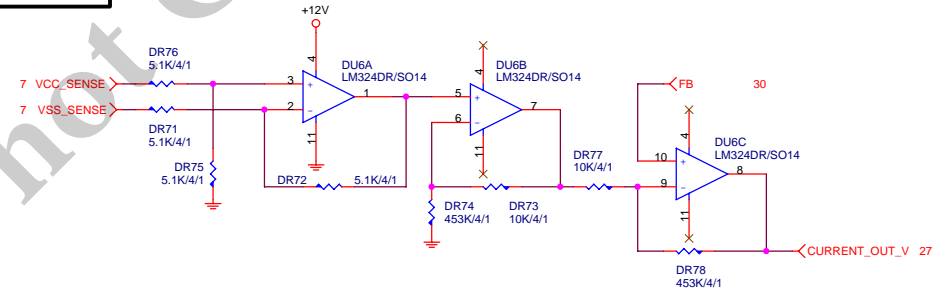 +12V
DR76
5.1K/4/1
DU6A
LM324DR/SO14
DU6B
LM324DR/SO14
7 VCC_SENSE
3
+
4
1
5
+
4
7
FB 30
7 VSS_SENSE
2
-
11
6
-
11
DR71
5.1K/4/1
DU6C
LM324DR/SO14
4
DR75
5.1K/4/1
DR72 5.1K/4/1
DR77
10K/4/1
10
+
8
9
-
11
DR74
453K/4/1
DR73
10K/4/1
CURRENT_OUT_V 27
DR78
453K/4/1
not